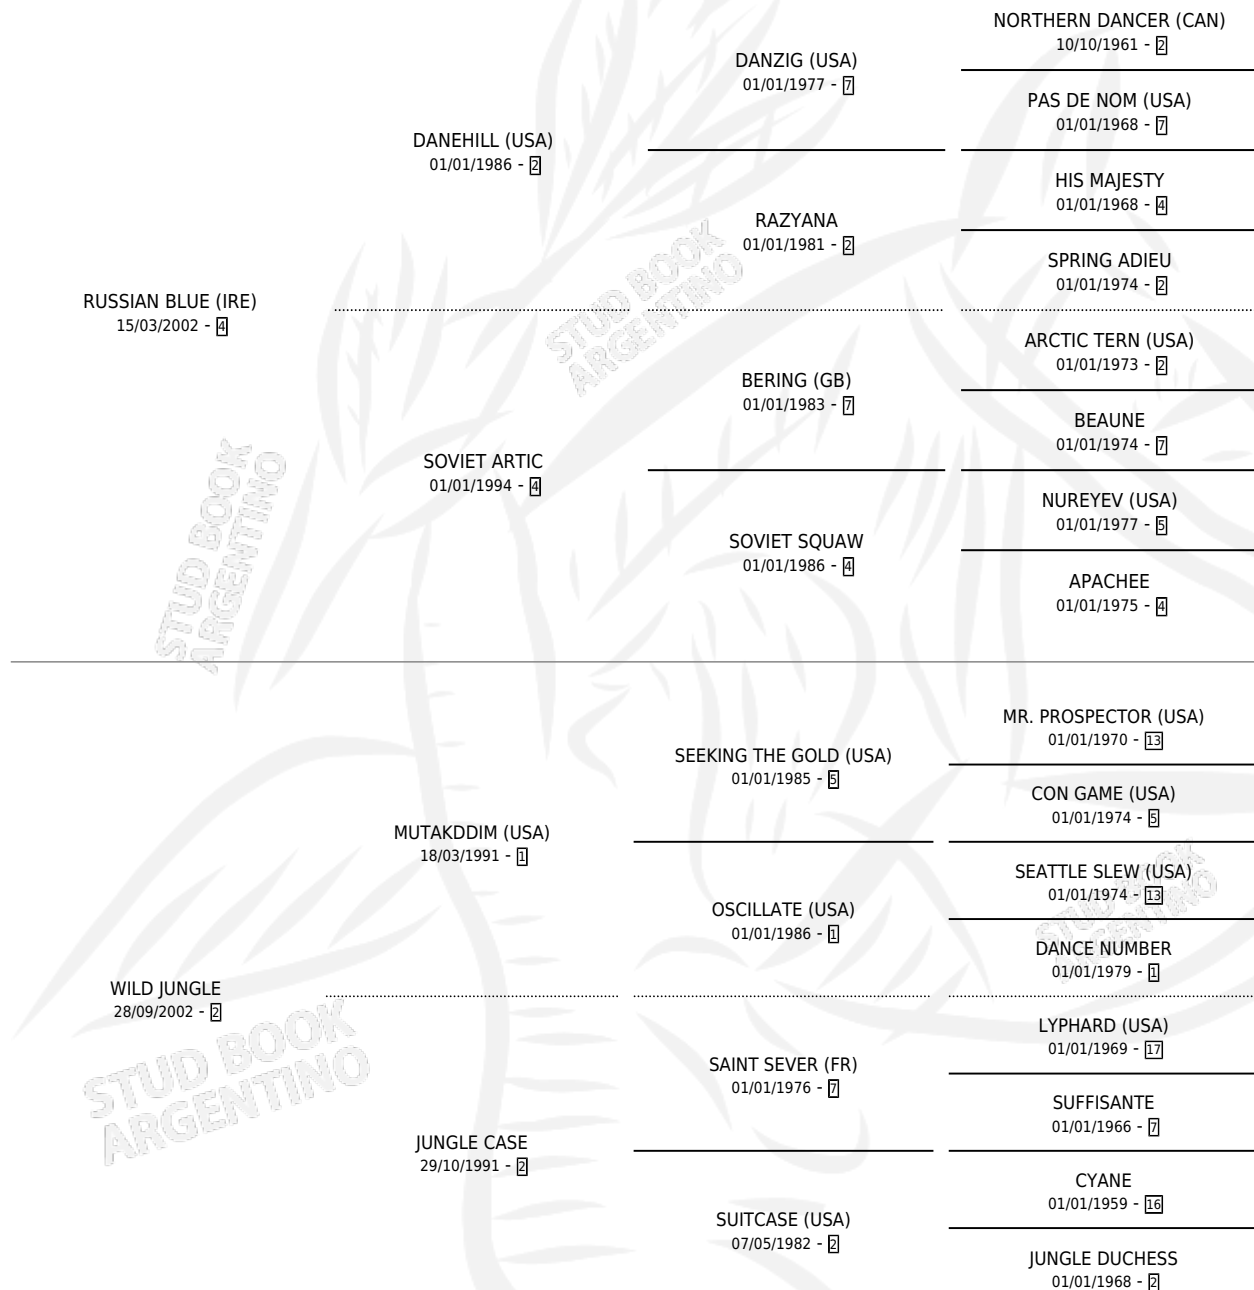 NORTHERN DANCER (CAN)
10/10/1961 - 2
DANZIG (USA)
01/01/1977 - 7
PAS DE NOM (USA)
01/01/1968 - 7
DANEHILL (USA)
01/01/1986 - 2
HIS MAJESTY
01/01/1968 - 4
RAZYANA
01/01/1981 - 2
SPRING ADIEU
01/01/1974 - 2
RUSSIAN BLUE (IRE)
15/03/2002 - 4
ARCTIC TERN (USA)
01/01/1973 - 2
BERING (GB)
01/01/1983 - 7
BEAUNE
01/01/1974 - 7
SOVIET ARTIC
01/01/1994 - 4
NUREYEV (USA)
01/01/1977 - 5
SOVIET SQUAW
01/01/1986 - 4
APACHEE
01/01/1975 - 4
MR. PROSPECTOR (USA)
01/01/1970 - 13
SEEKING THE GOLD (USA)
01/01/1985 - 5
CON GAME (USA)
01/01/1974 - 5
MUTAKDDIM (USA)
18/03/1991 - 1
SEATTLE SLEW (USA)
01/01/1974 - 13
OSCILLATE (USA)
01/01/1986 - 1
DANCE NUMBER
01/01/1979 - 1
WILD JUNGLE
28/09/2002 - 2
LYPHARD (USA)
01/01/1969 - 17
SAINT SEVER (FR)
01/01/1976 - 7
SUFFISANTE
01/01/1966 - 7
JUNGLE CASE
29/10/1991 - 2
CYANE
01/01/1959 - 16
SUITCASE (USA)
07/05/1982 - 2
JUNGLE DUCHESS
01/01/1968 - 2
STUD BOOK
ARGENTINO
STUD BOOK
ARGENTINO
STUD BOOK
ARGENTINO
STUD BOOK
ARGENTINO